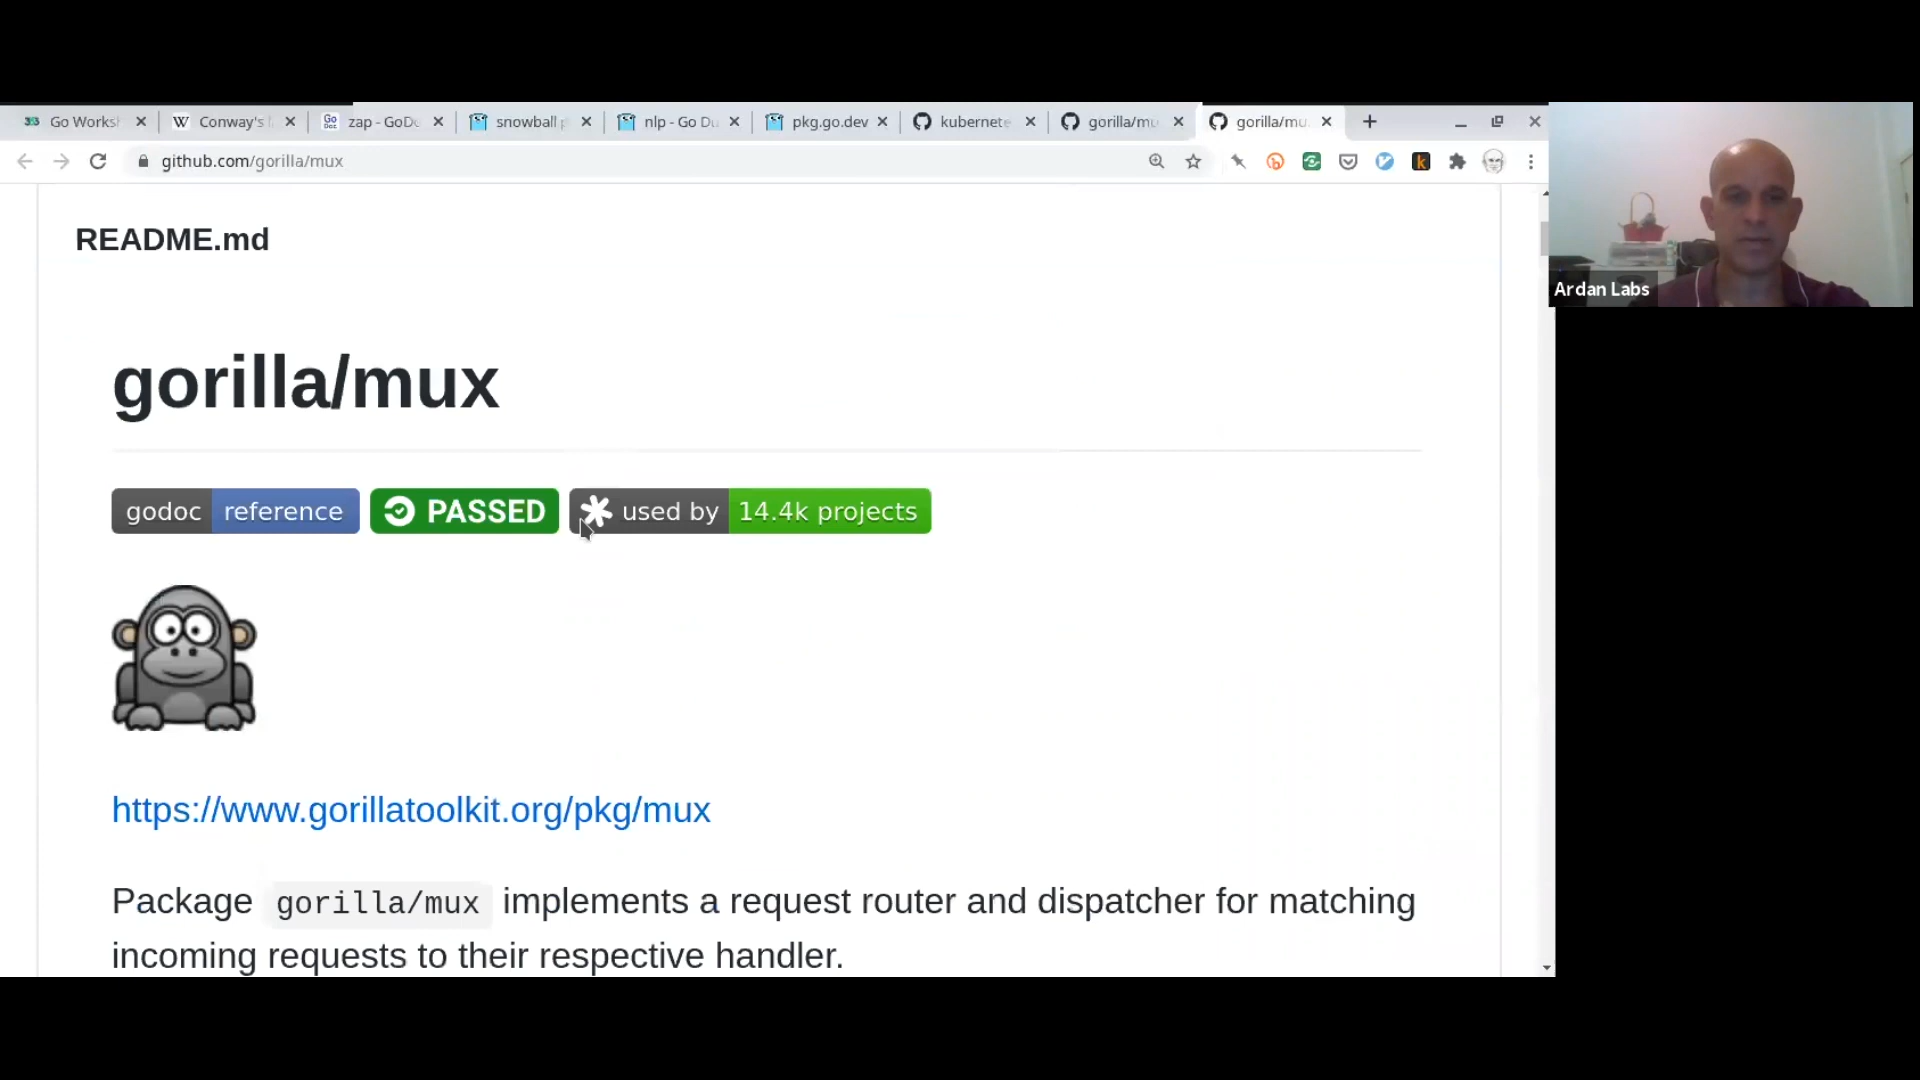 Go Works
Conway's
zap - GoDo
snowball p
nlp - Go Du
pkg.go.dev
kubernete
gorilla/mu
gorilla/mu
github.com/gorilla/mux
README.md
gorilla/mux
godoc reference PASSED used by 14.4k projects
https://www.gorillatoolkit.org/pkg/mux
Package gorilla/mux implements a request router and dispatcher for matching
incoming requests to their respective handler.
Ardan Labs